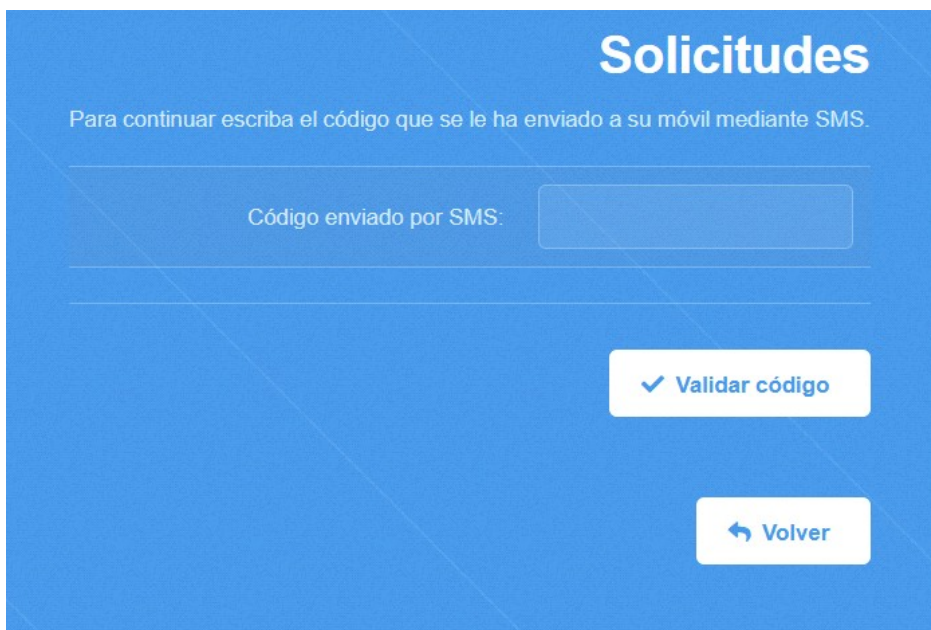 Solicitudes
Para continuar escriba el código que se le ha enviado a su móvil mediante SMS.
Código enviado por SMS:
Validar código
Volver